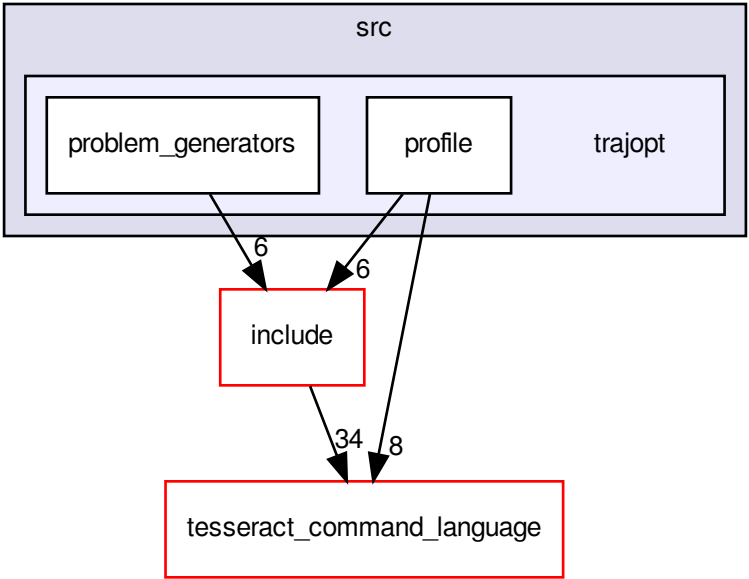 src
problem_generators
profile
trajopt
6
6
include
34
8
tesseract_command_language